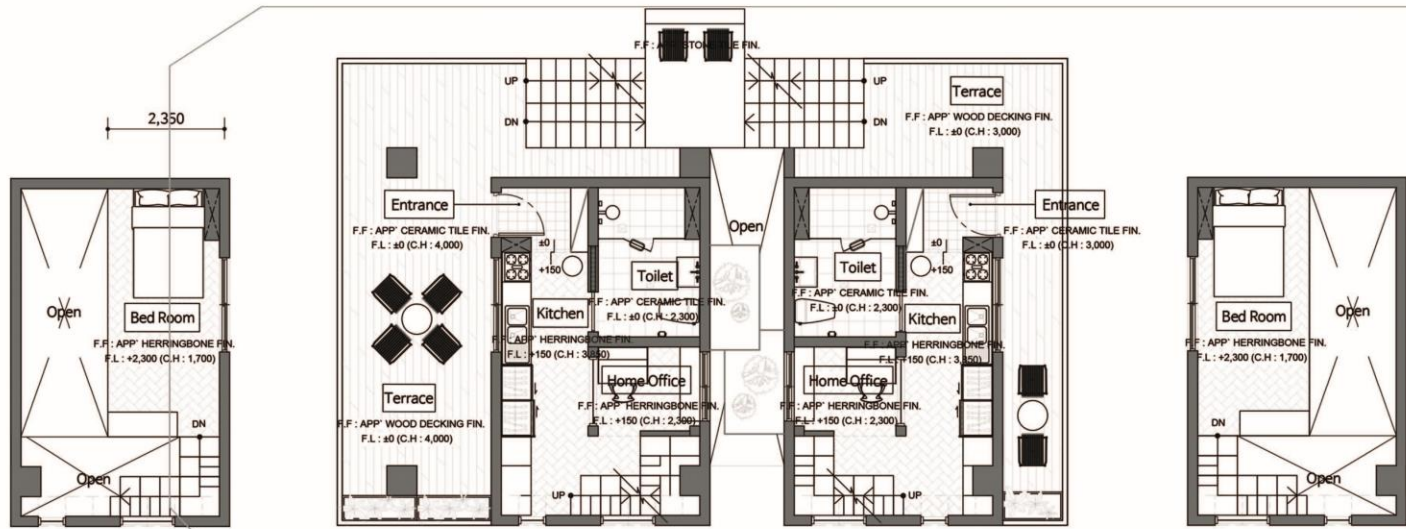 F.F : APP' STONE TILE FIN.
UP
UP
DN
DN
Terrace
F.F : APP' WOOD DECKING FIN.
F.L : ±0 (C.H : 3,000)
2,350
Entrance
F.F : APP' CERAMIC TILE FIN.
F.L : ±0 (C.H : 4,000)
±0
+150
Open
Entrance
F.F : APP' CERAMIC TILE FIN.
F.L : ±0 (C.H : 3,000)
±0
+150
Toilet
F.F : APP' CERAMIC TILE FIN.
F.L : ±0 (C.H : 2,300)
Toilet
F.F : APP' CERAMIC TILE FIN.
F.L : ±0 (C.H : 2,300)
Open
Bed Room
F.F : APP' HERRINGBONE FIN.
F.L : +2,300 (C.H : 1,700)
Kitchen
F.F : APP' HERRINGBONE FIN.
F.L : +150 (C.H : 3,850)
Kitchen
F.F : APP' HERRINGBONE FIN.
F.L : +150 (C.H : 3,850)
Bed Room
F.F : APP' HERRINGBONE FIN.
F.L : +2,300 (C.H : 1,700)
Open
Terrace
F.F : APP' WOOD DECKING FIN.
F.L : ±0 (C.H : 4,000)
Home Office
F.F : APP' HERRINGBONE FIN.
F.L : +150 (C.H : 2,300)
Home Office
F.F : APP' HERRINGBONE FIN.
F.L : +150 (C.H : 2,300)
DN
Open
UP
UP
DN
Open